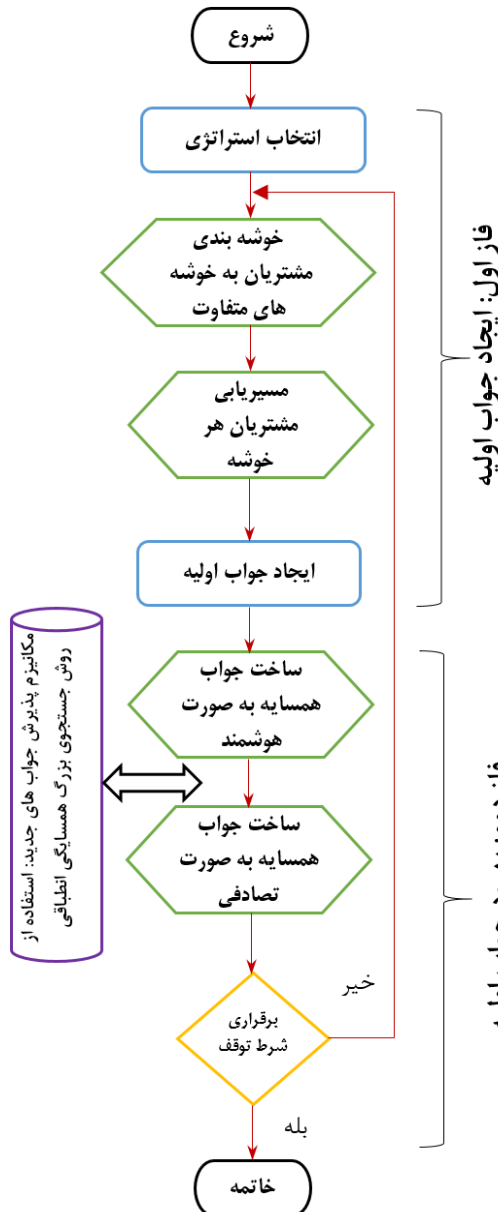 شروع
انتخاب استراتژی
خوشه بندی
مشتریان به خوشه
های متفاوت
مسیریابی
مشتریان هر
خوشه
ایجاد جواب اولیه
فاز اول: ایجاد جواب اولیه
ساخت جواب
همسایه به صورت
هوشمند
مکانیزم پذیرش جواب های جدید: استفاده از
روش جستجوی بزرگ همسایگی انطباقی
ساخت جواب
همسایه به صورت
تصادفی
برقراری
شرط توقف
خیر
بله
خاتمه